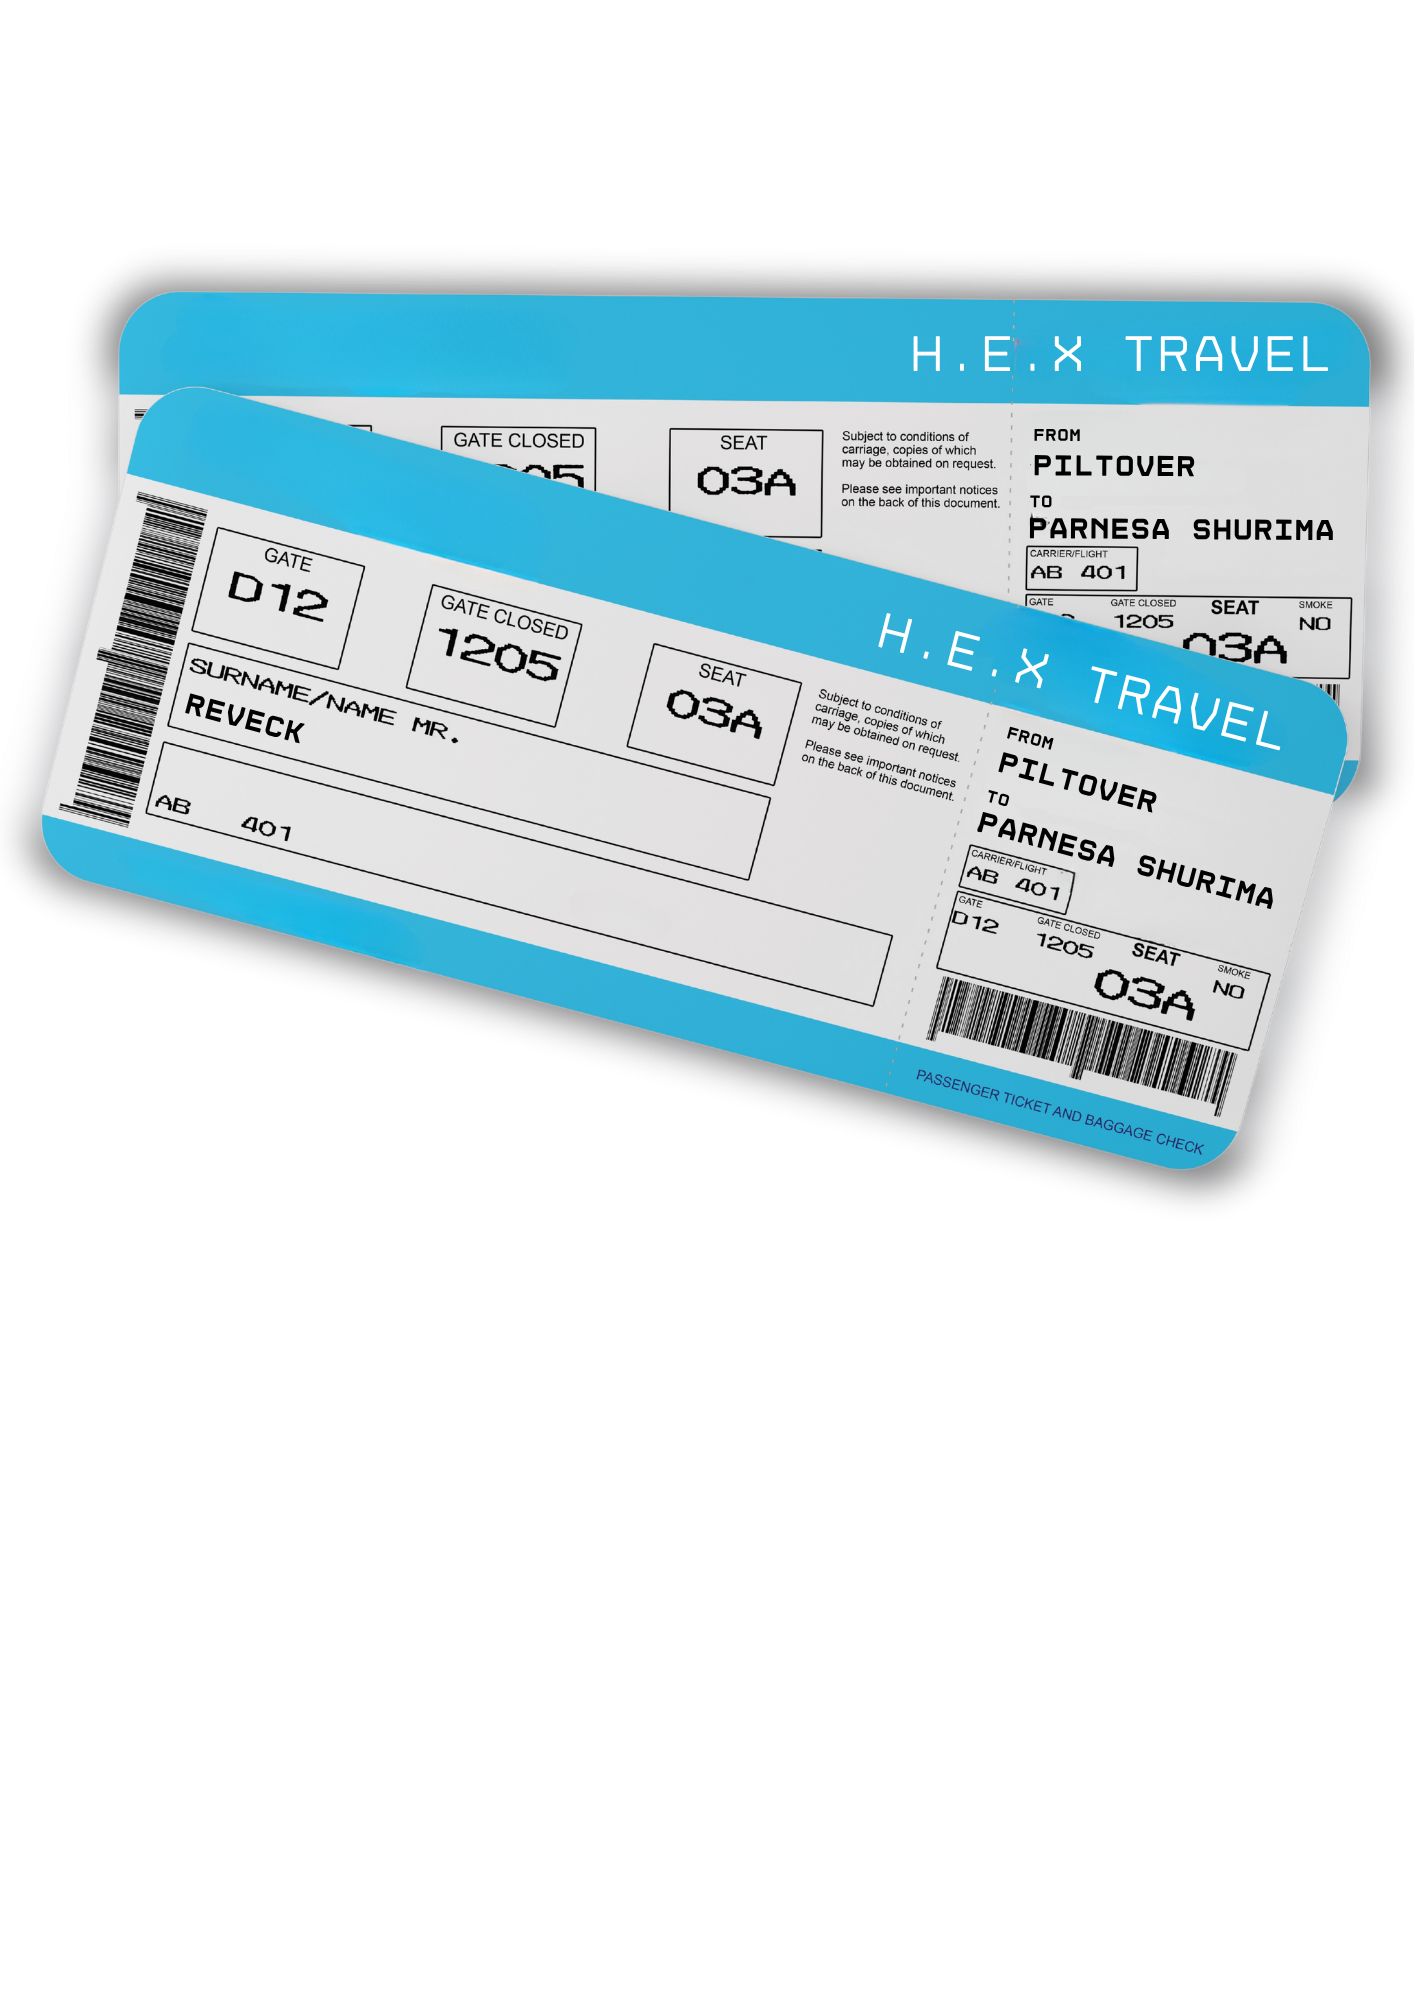 H.E.X TRAVEL
GATE CLOSED
1205
SEAT
03A
Subject to conditions of
carriage, copies of which
may be obtained on request.
Please see important notices
on the back of this document.
FROM
PILTOVER
TO
PARNESA SHURIMA
CARRIER/FLIGHT
AB 401
GATE
GATE CLOSED
SEAT
SMOKE
1205
03A
NO
H.E.X TRAVEL
GATE
D12
GATE CLOSED
1205
SEAT
03A
SURNAME/NAME MR.
REVECK
AB 401
Subject to conditions of
carriage, copies of which
may be obtained on request.
Please see important notices
on the back of this document.
FROM
PILTOVER
TO
PARNESA SHURIMA
CARRIER/FLIGHT
AB 401
GATE
GATE CLOSED
SEAT
SMOKE
D12
1205
03A
NO
PASSENGER TICKET AND BAGGAGE CHECK